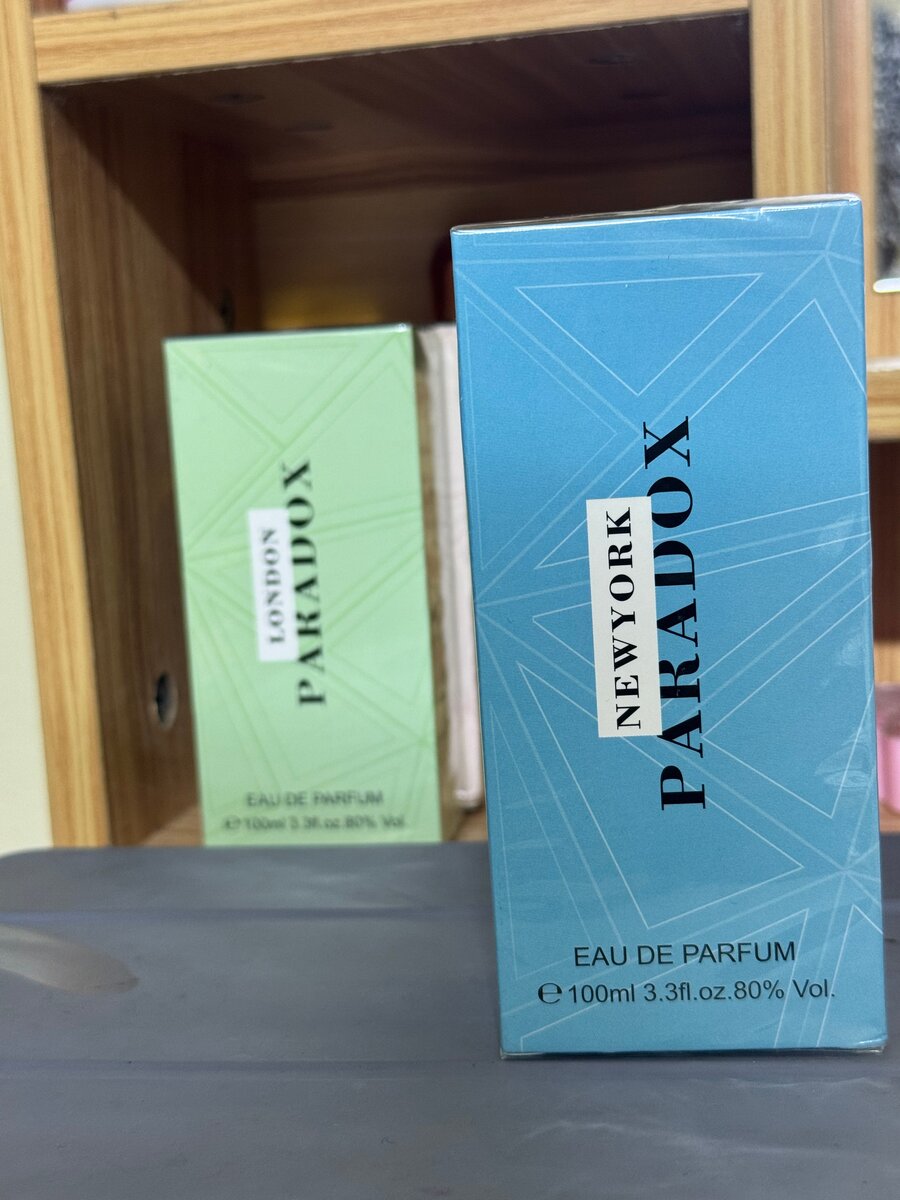 LONDON
PARADOX
EAU DE PARFUM
℮100ml 3.3fl.oz.80% Vol.
NEWYORK
PARADOX
EAU DE PARFUM
℮100ml 3.3fl.oz.80% Vol.